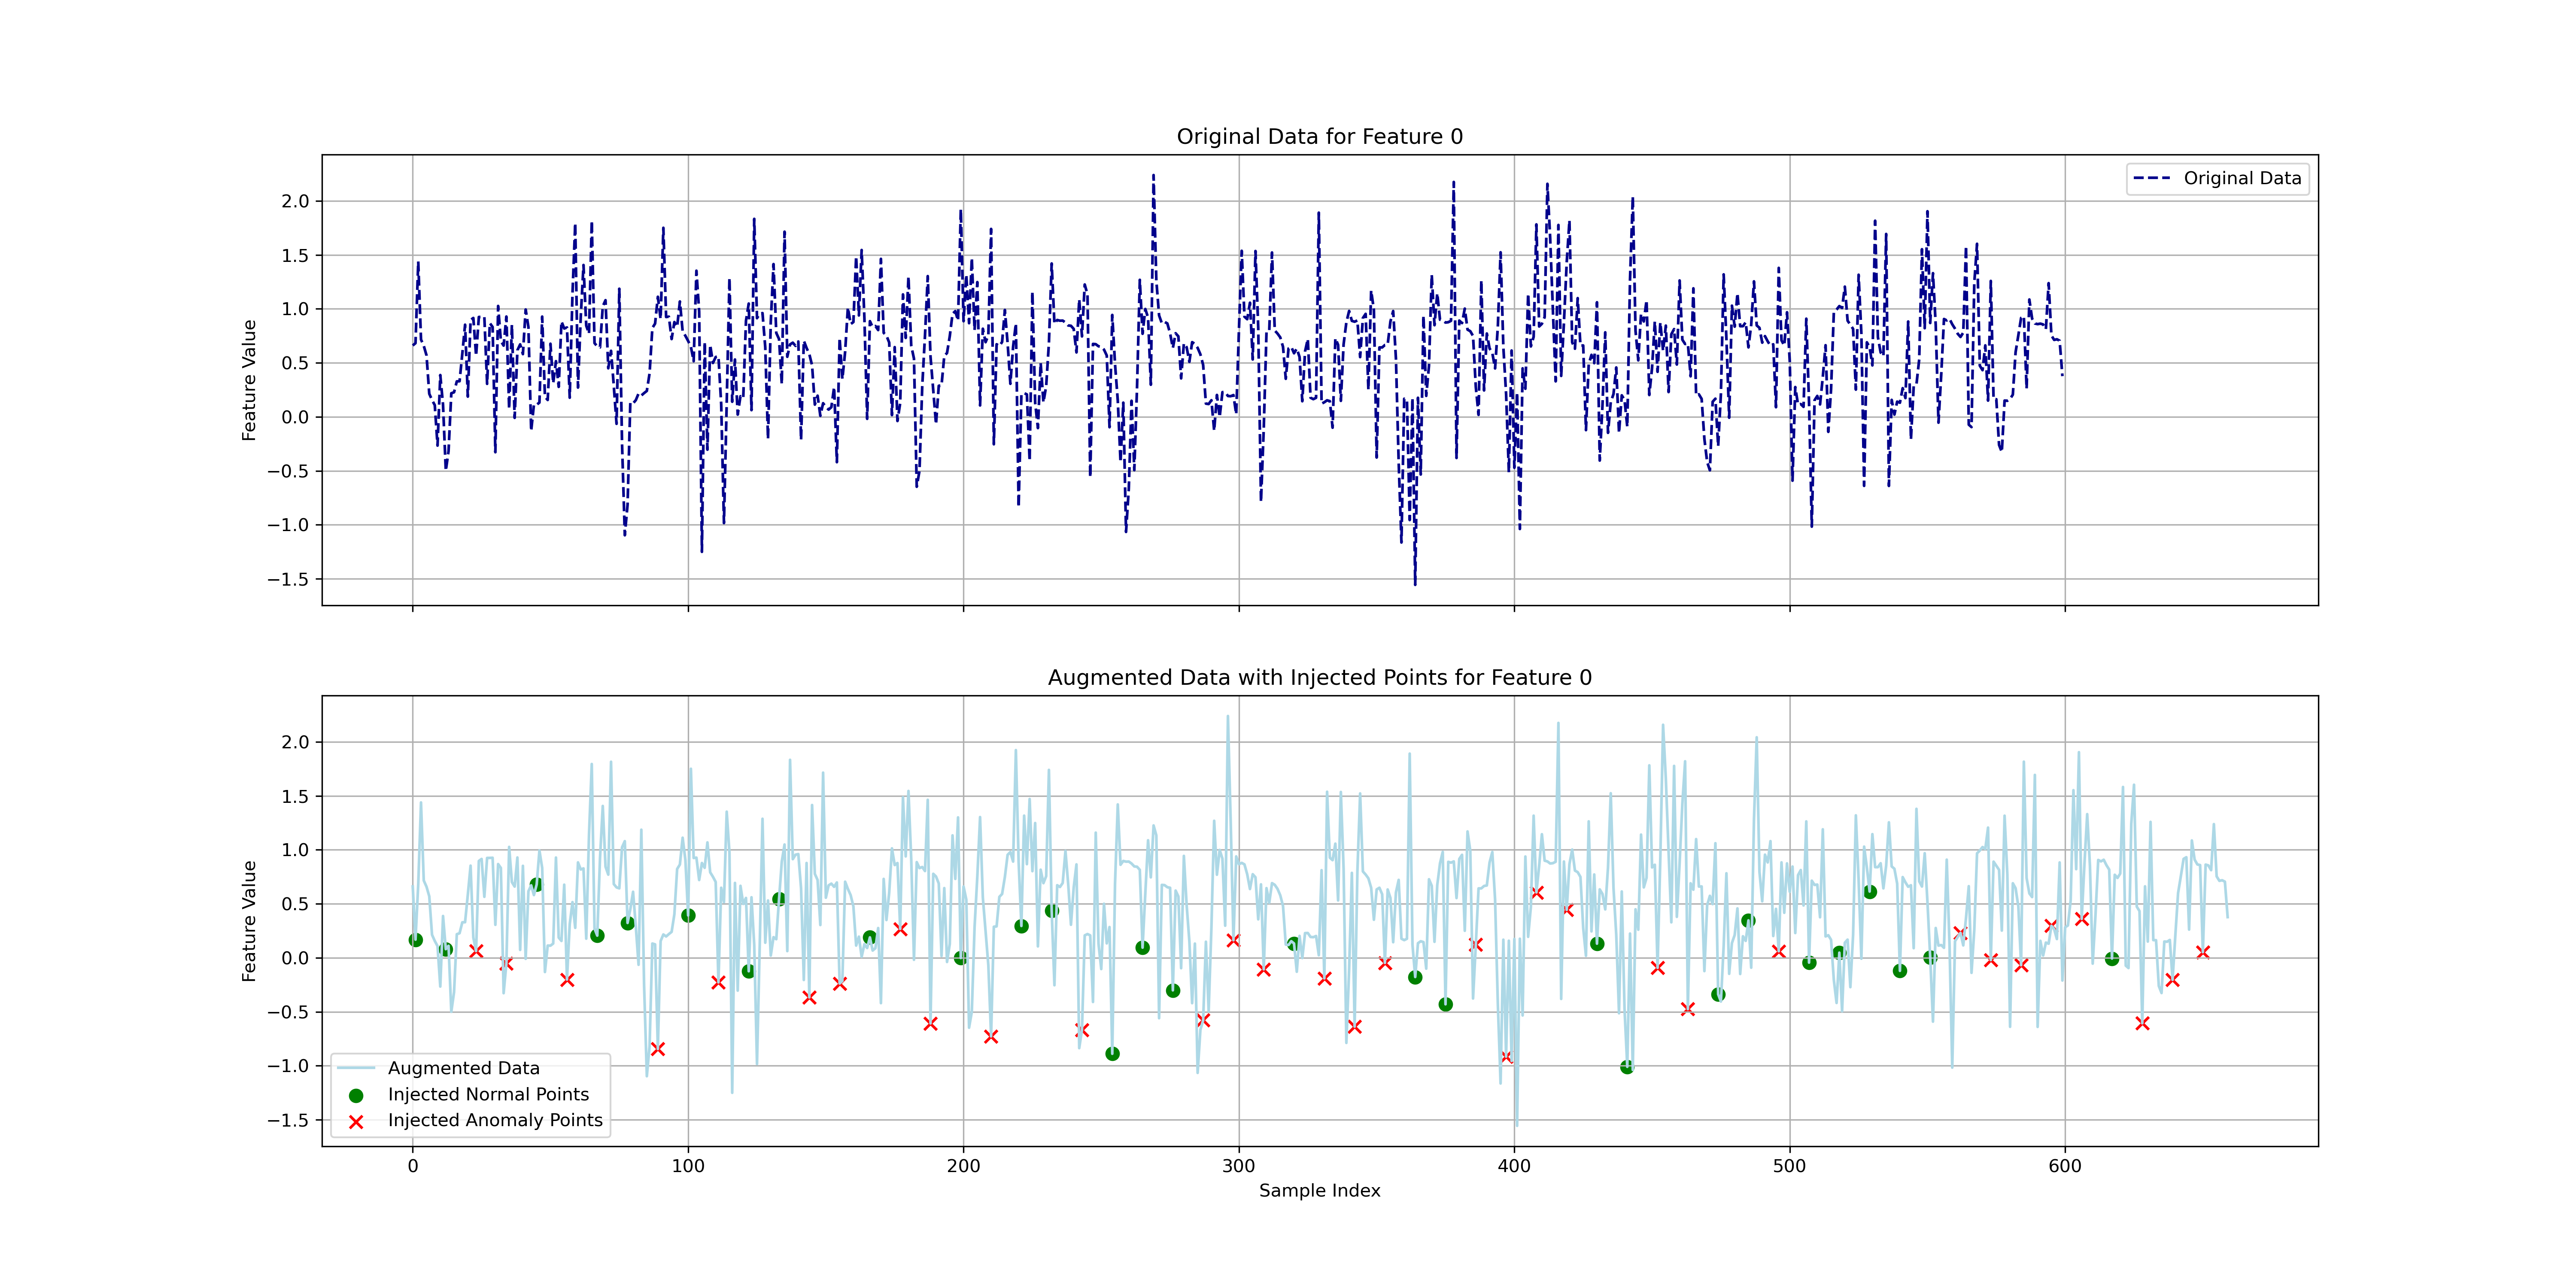 Original Data for Feature 0
Original Data
Feature Value
2.0
1.5
1.0
0.5
0.0
−0.5
−1.0
−1.5
Augmented Data with Injected Points for Feature 0
Feature Value
2.0
1.5
1.0
0.5
0.0
−0.5
−1.0
−1.5
Augmented Data
Injected Normal Points
Injected Anomaly Points
0 100 200 300 400 500 600
Sample Index